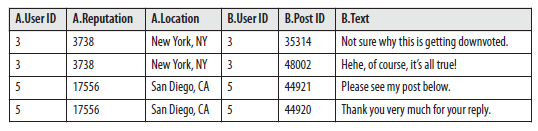 A.User ID A.Reputation A.Location B.User ID B.Post ID B.Text
3 3738 New York, NY 3 35314 Not sure why this is getting downvoted.
3 3738 New York, NY 3 48002 Hehe, of course, it's all true!
5 17556 San Diego, CA 5 44921 Please see my post below.
5 17556 San Diego, CA 5 44920 Thank you very much for your reply.